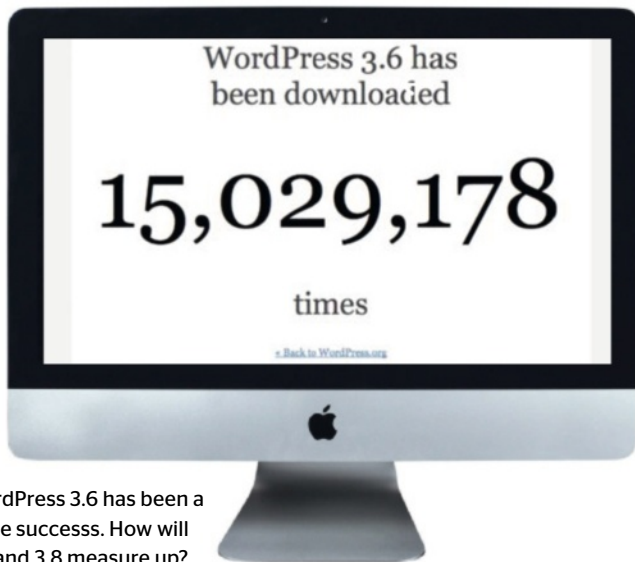 WordPress 3.6 has
been downloaded
15,029,178
times
« Back to WordPress.org
rdPress 3.6 has been a
e successs. How will
and 3.8 measure up?